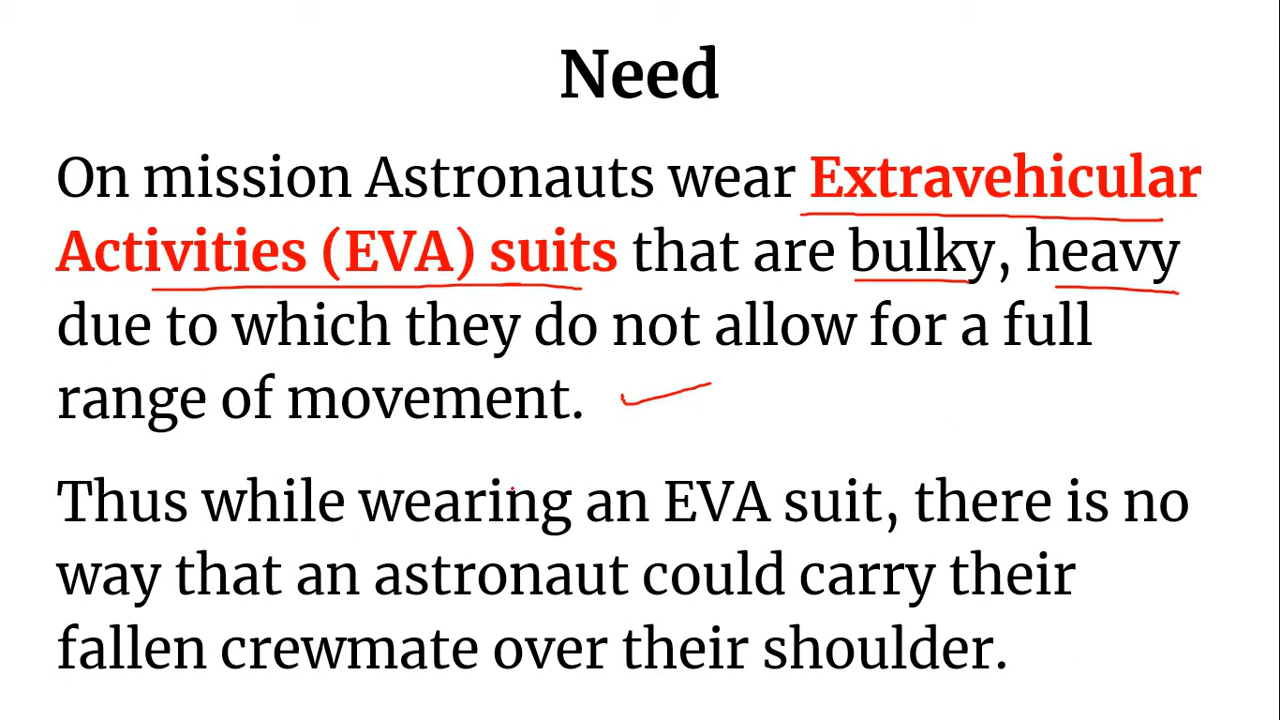 Need
On mission Astronauts wear Extravehicular
Activities (EVA) suits that are bulky, heavy
due to which they do not allow for a full
range of movement.
Thus while wearing an EVA suit, there is no
way that an astronaut could carry their
fallen crewmate over their shoulder.